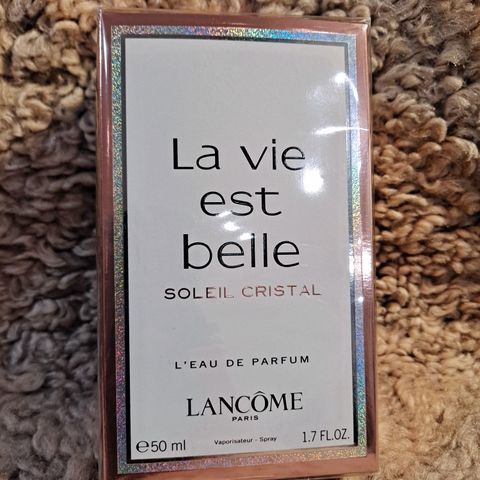 La vie
est
belle
SOLEIL CRISTAL
L'EAU DE PARFUM
LANCÔME
PARIS
℮50 ml Vaporisateur - Spray 1.7 FL.OZ.